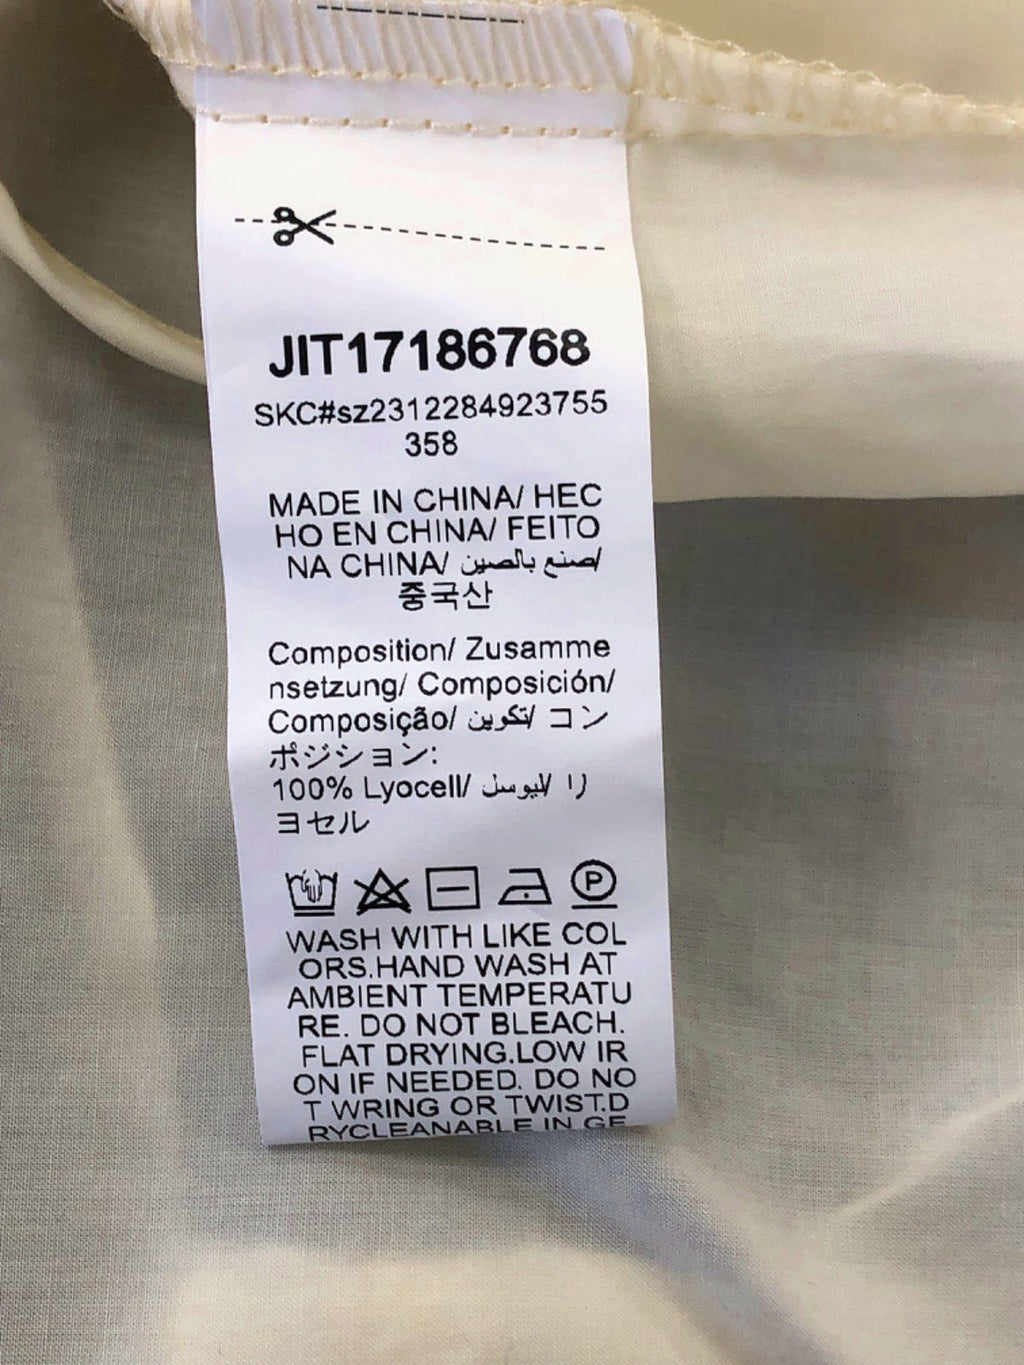 JIT17186768
SKC#sz2312284923755
358
MADE IN CHINA/ HEC
HO EN CHINA/ FEITO
NA CHINA/ صنع بالصين/
중국산
Composition/ Zusamme
nsetzung/ Composición/
Composição/ تكوين/ コン
ポジション:
100% Lyocell/ ليوسل/ リ
ヨセル
P
WASH WITH LIKE COL
ORS.HAND WASH AT
AMBIENT TEMPERATU
RE. DO NOT BLEACH.
FLAT DRYING.LOW IR
ON IF NEEDED. DO NO
T WRING OR TWIST.D
RYCLEANABLE IN GE